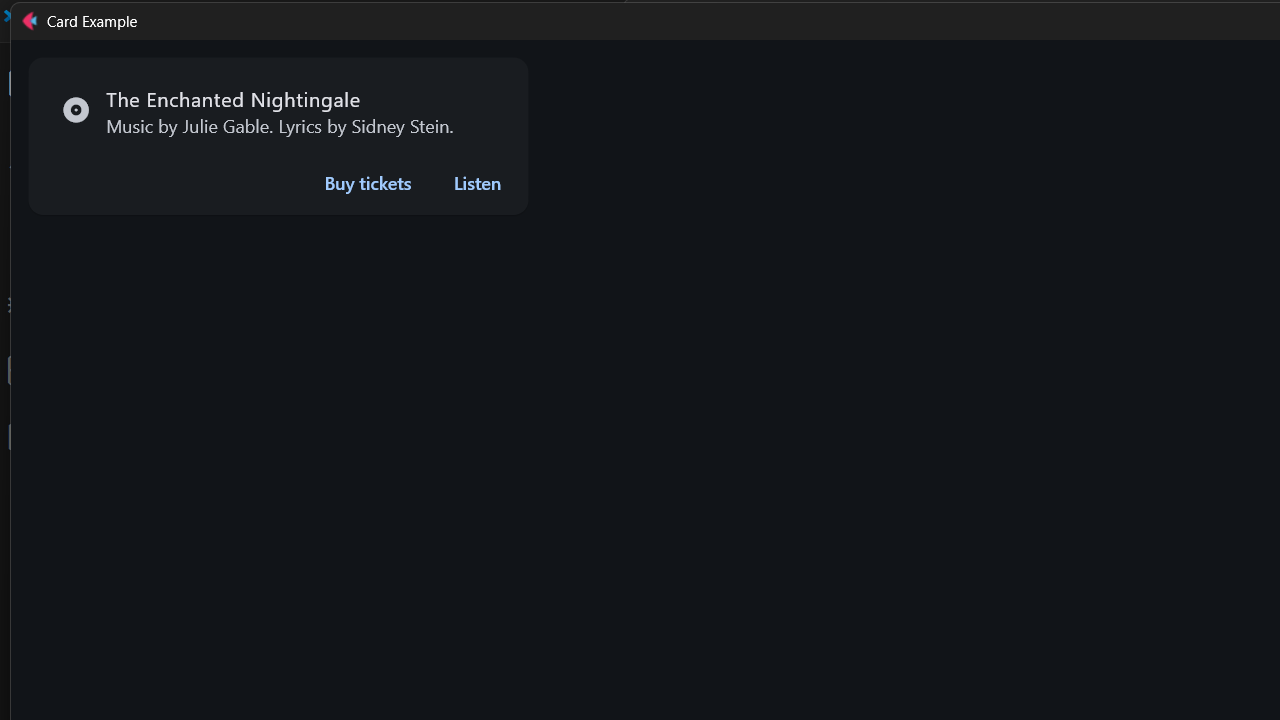 Card Example
The Enchanted Nightingale
Music by Julie Gable. Lyrics by Sidney Stein.
Buy tickets Listen